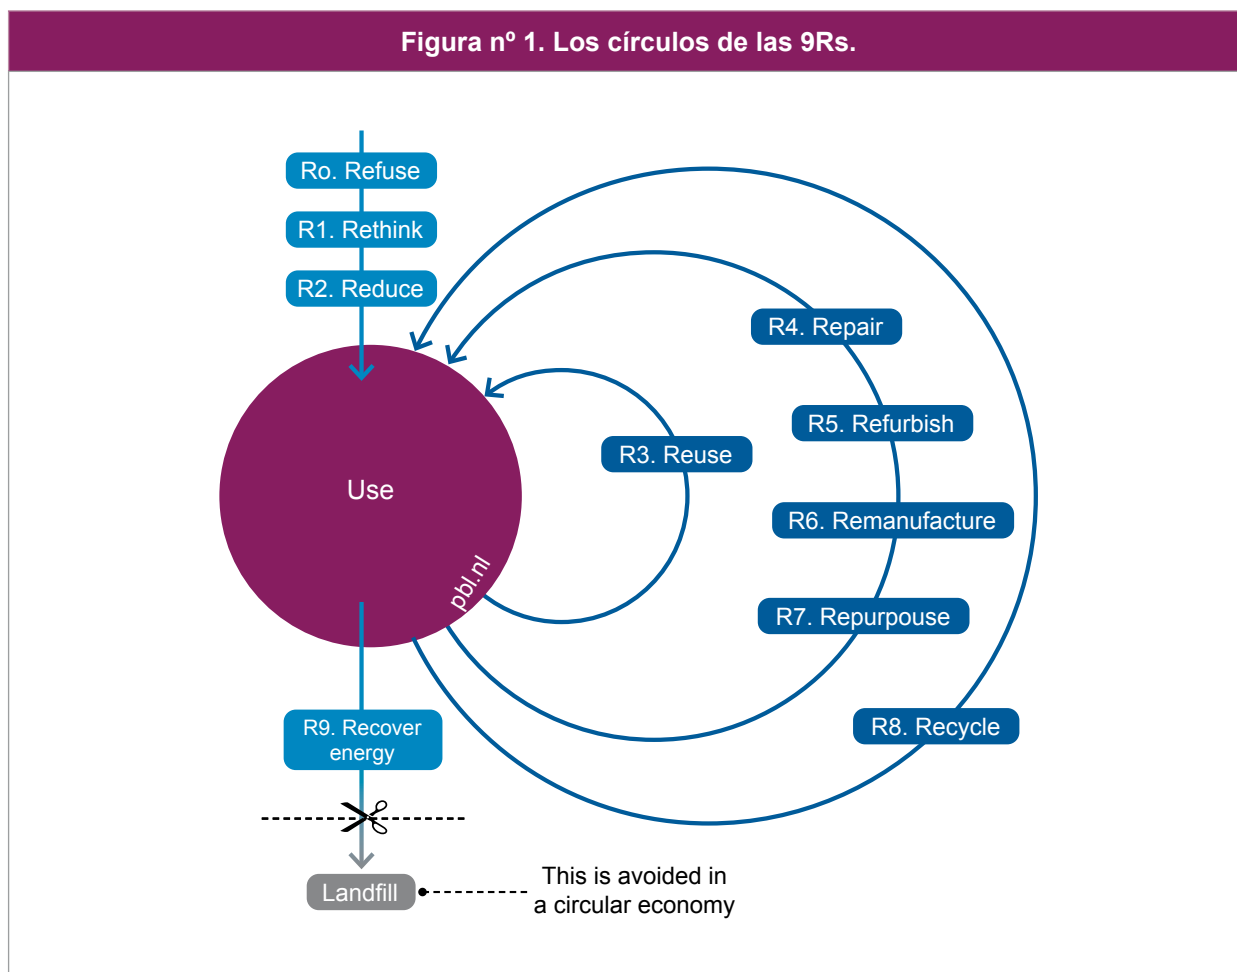 Figura nº 1. Los círculos de las 9Rs.
Ro. Refuse
R1. Rethink
R2. Reduce
R4. Repair
R5. Refurbish
R3. Reuse
Use
R6. Remanufacture
pbl.nl
R7. Repurpouse
R8. Recycle
R9. Recover
energy
Landfill
This is avoided in
a circular economy